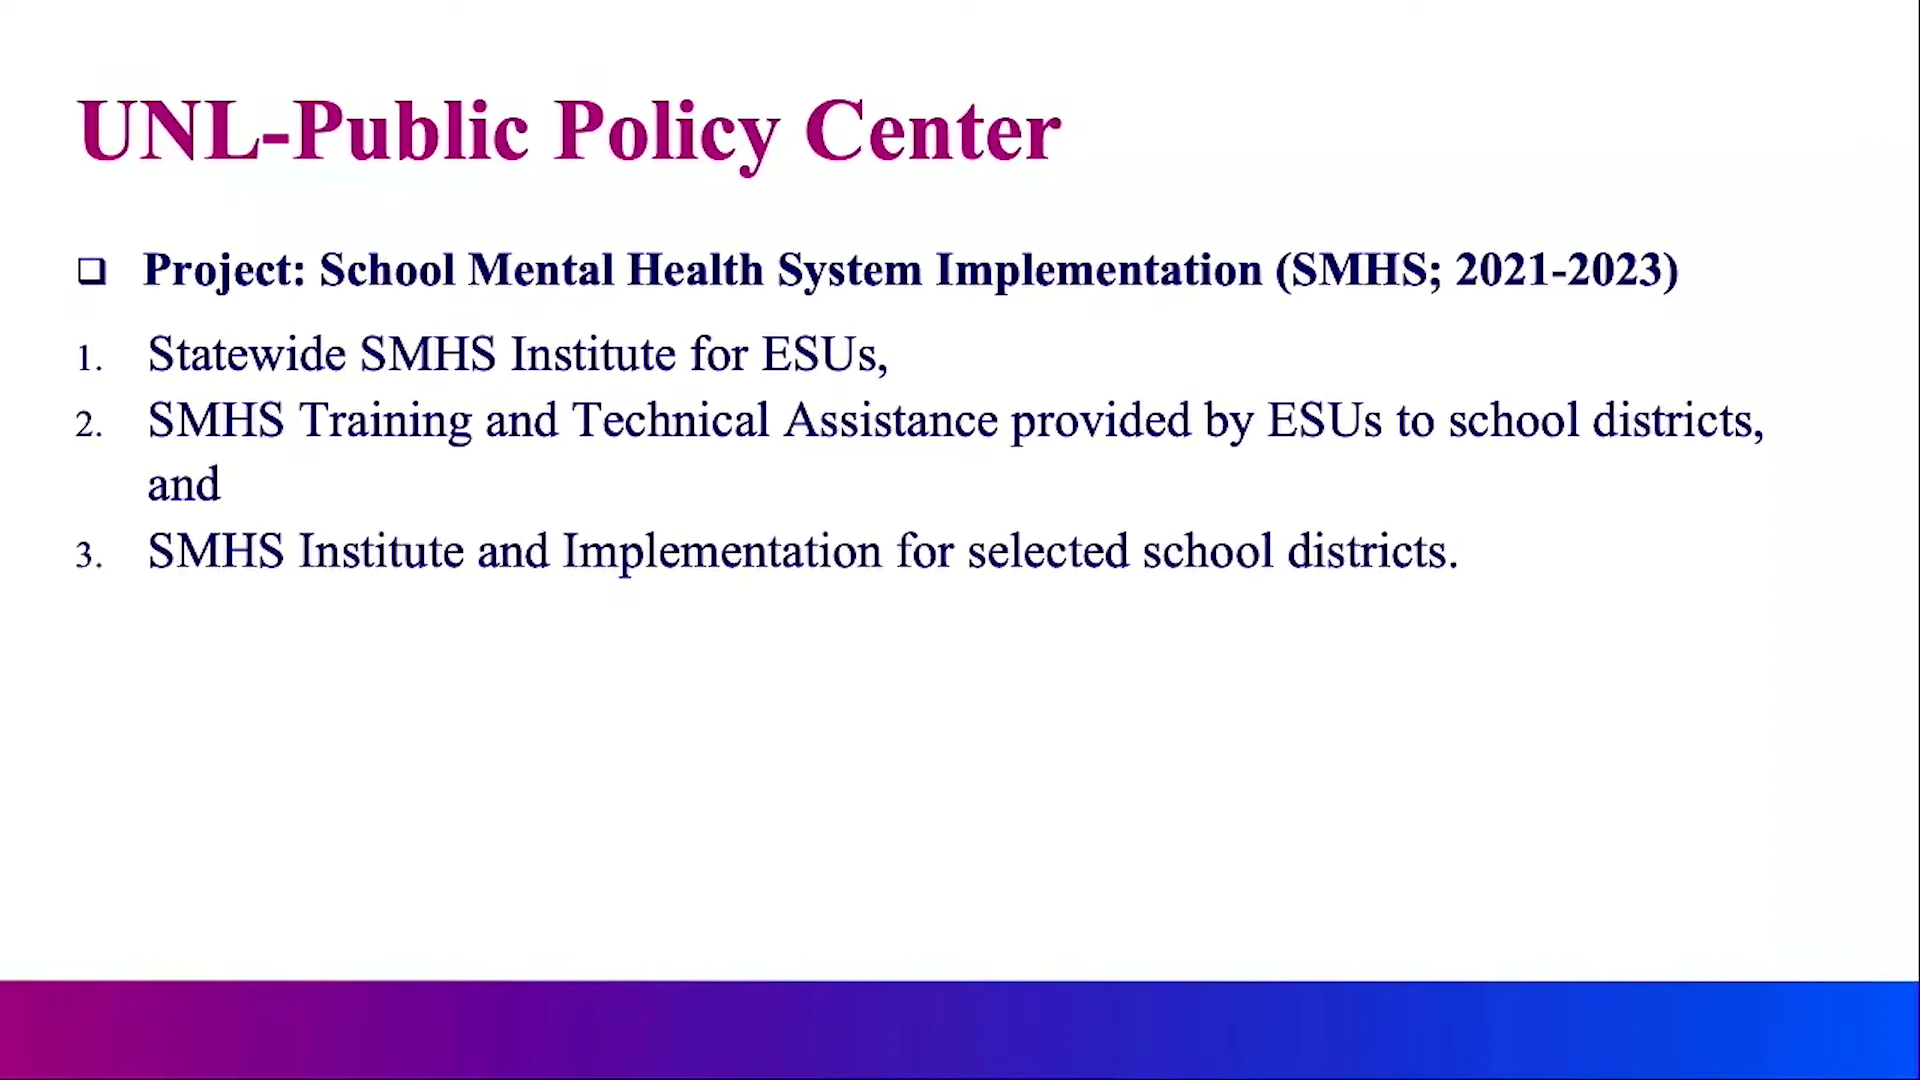 UNL-Public Policy Center
❑ Project: School Mental Health System Implementation (SMHS; 2021-2023)
1. Statewide SMHS Institute for ESUs,
2. SMHS Training and Technical Assistance provided by ESUs to school districts,
and
3. SMHS Institute and Implementation for selected school districts.